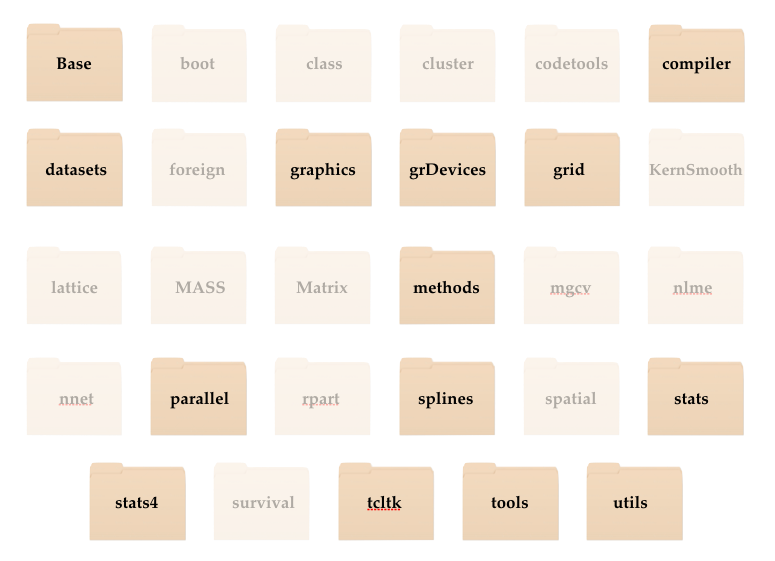 Base boot class cluster codetools compiler
datasets foreign graphics grDevices grid KernSmooth
lattice MASS Matrix methods mgcv nlme
nnet parallel rpart splines spatial stats
stats4 survival tcltk tools utils